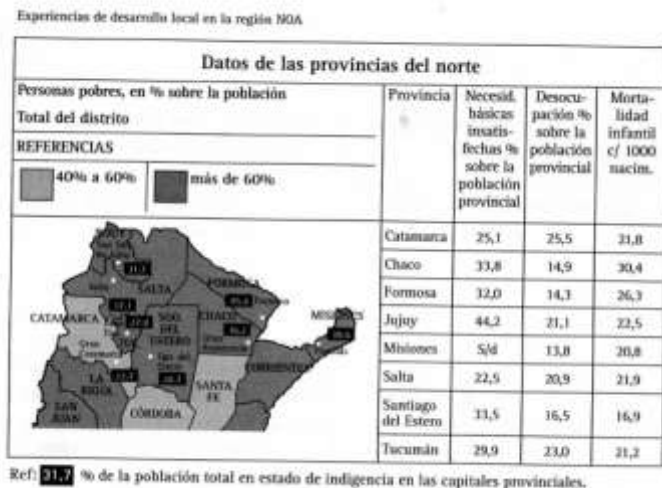 Experiencias de desarrollo local en la región NOA
Datos de las provincias del norte
Personas pobres, en % sobre la población
Total del distrito
REFERENCIAS
40% a 60%
más de 60%
SALTA
FORMOSA
CATAMARCA
CHACO
MISIONES
SGO.
DEL
ESTERO
CORRIENTES
LA
RIOJA
SANTA
FE
SAN
JUAN
CÓRDOBA
Provincia
Necesid.
básicas
insatis-
fechas %
sobre la
población
provincial
Desocu-
pación %
sobre la
población
provincial
Morta-
lidad
infantil
c/ 1000
nacim.
Catamarca 25,1 25,5 21,8
Chaco 33,8 14,9 30,4
Formosa 32,0 14,3 26,3
Jujuy 44,2 21,1 22,5
Misiones S/d 13,8 20,8
Salta 22,5 20,9 21,9
Santiago
del Estero 33,5 16,5 16,9
Tucumán 29,9 23,0 21,2
Ref: 31,7 % de la población total en estado de indigencia en las capitales provinciales.